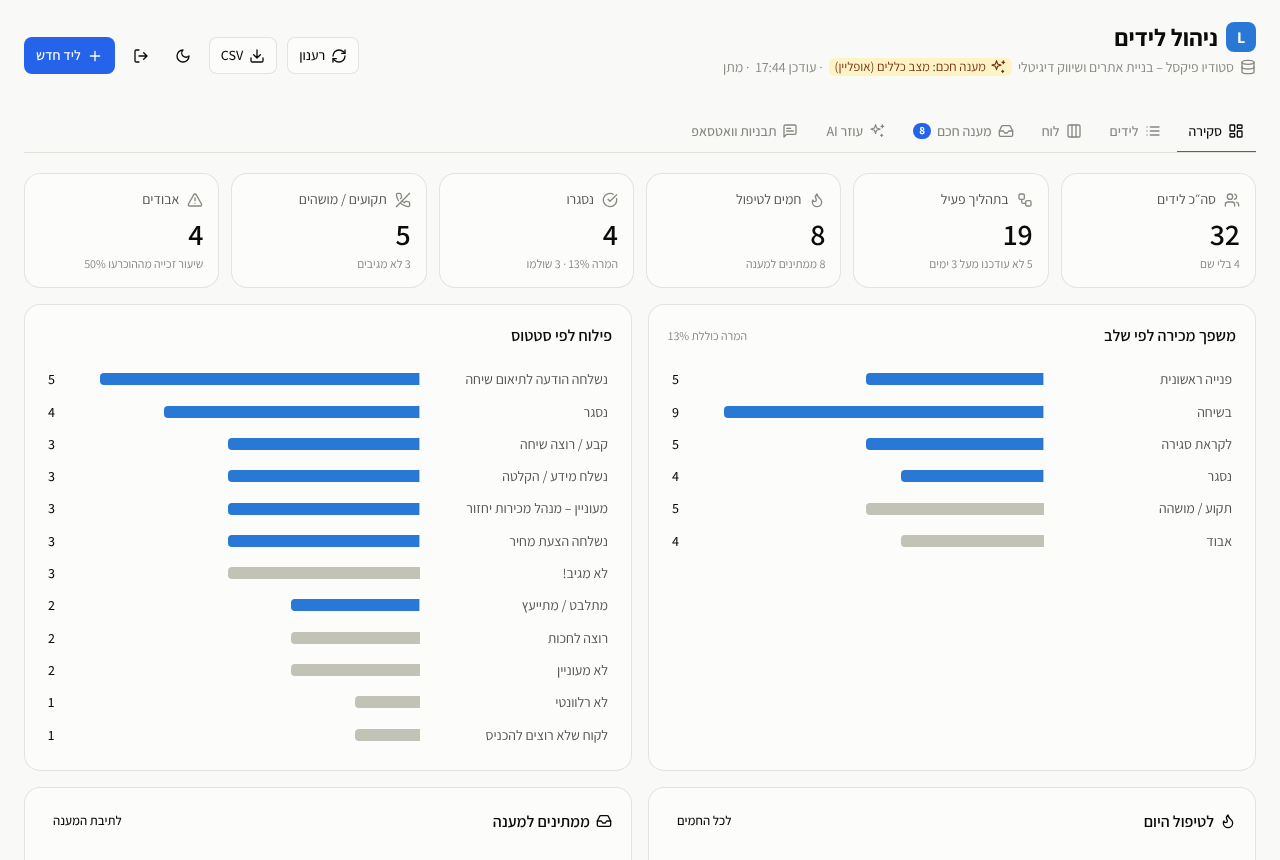 L ניהול לידים
סטודיו פיקסל – בניית אתרים ושיווק דיגיטלי מענה חכם: מצב כללים (אופליין) · עודכן 17:44 · מתן
רענון CSV ליד חדש
סקירה לידים לוח מענה חכם 8 עוזר AI תבניות וואטסאפ
סה״כ לידים
32
4 בלי שם
בתהליך פעיל
19
5 לא עודכנו מעל 3 ימים
חמים לטיפול
8
8 ממתינים למענה
נסגרו
4
המרה 13% · 3 שולמו
תקועים / מושהים
5
3 לא מגיבים
אבודים
4
שיעור זכייה מההוכרעו 50%
משפך מכירה לפי שלב המרה כוללת 13%
פנייה ראשונית 5
בשיחה 9
לקראת סגירה 5
נסגר 4
תקוע / מושהה 5
אבוד 4
פילוח לפי סטטוס
נשלחה הודעה לתיאום שיחה 5
נסגר 4
קבע / רוצה שיחה 3
נשלח מידע / הקלטה 3
מעוניין – מנהל מכירות יחזור 3
נשלחה הצעת מחיר 3
לא מגיב! 3
מתלבט / מתייעץ 2
רוצה לחכות 2
לא מעוניין 2
לא רלוונטי 1
לקוח שלא רוצים להכניס 1
לטיפול היום לכל החמים
ממתינים למענה לתיבת המענה